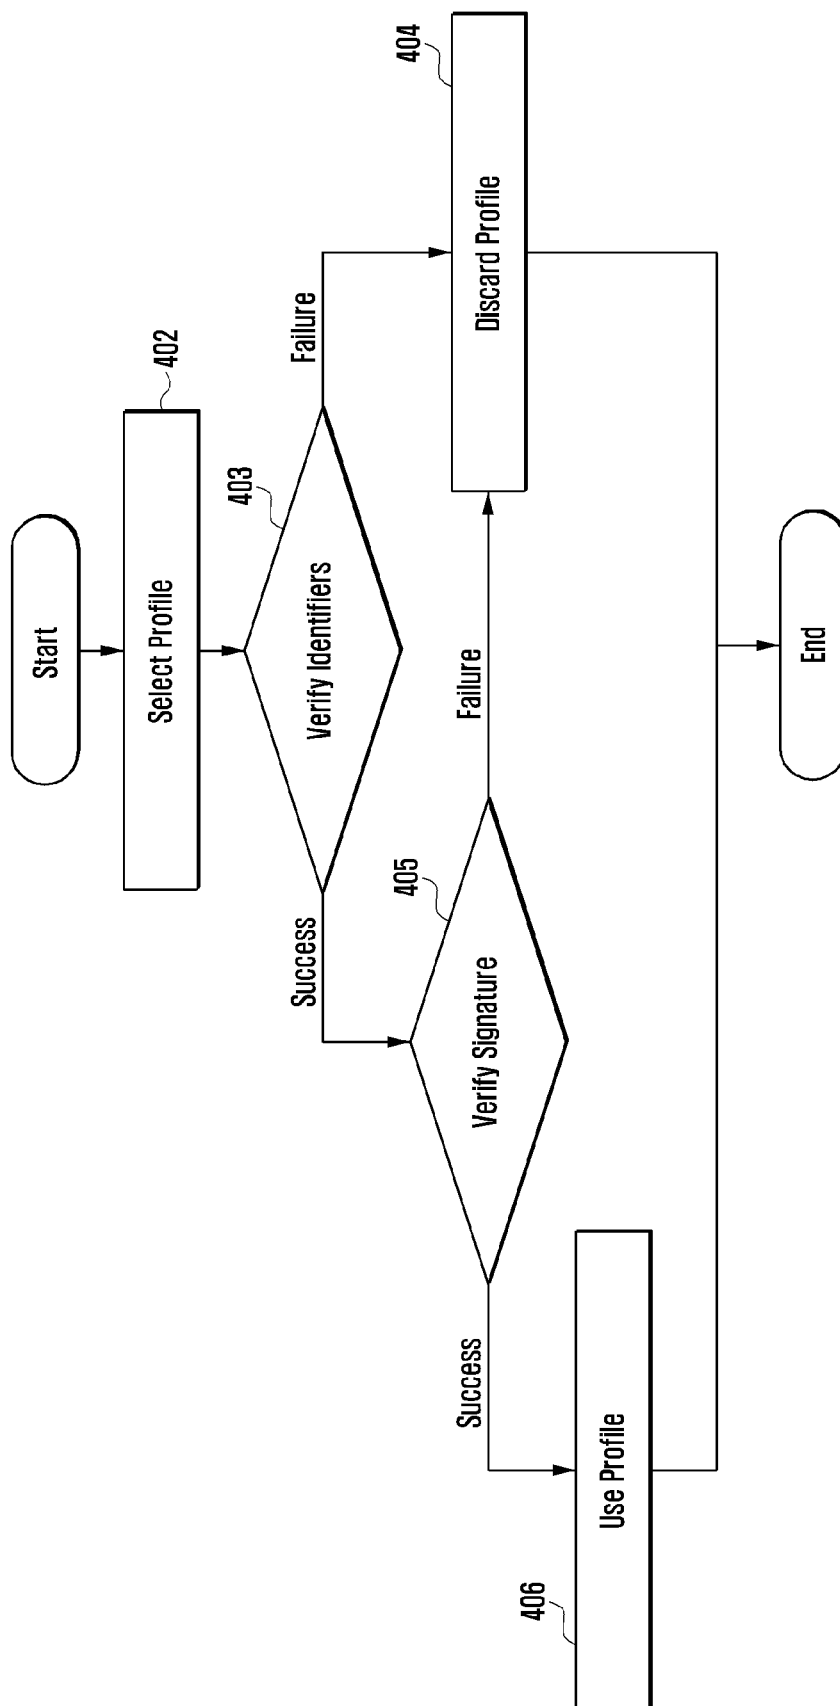 Start
402
Select Profile
403
Verify Identifiers
Success
Failure
404
Discard Profile
405
Verify Signature
Success
Failure
406
Use Profile
End